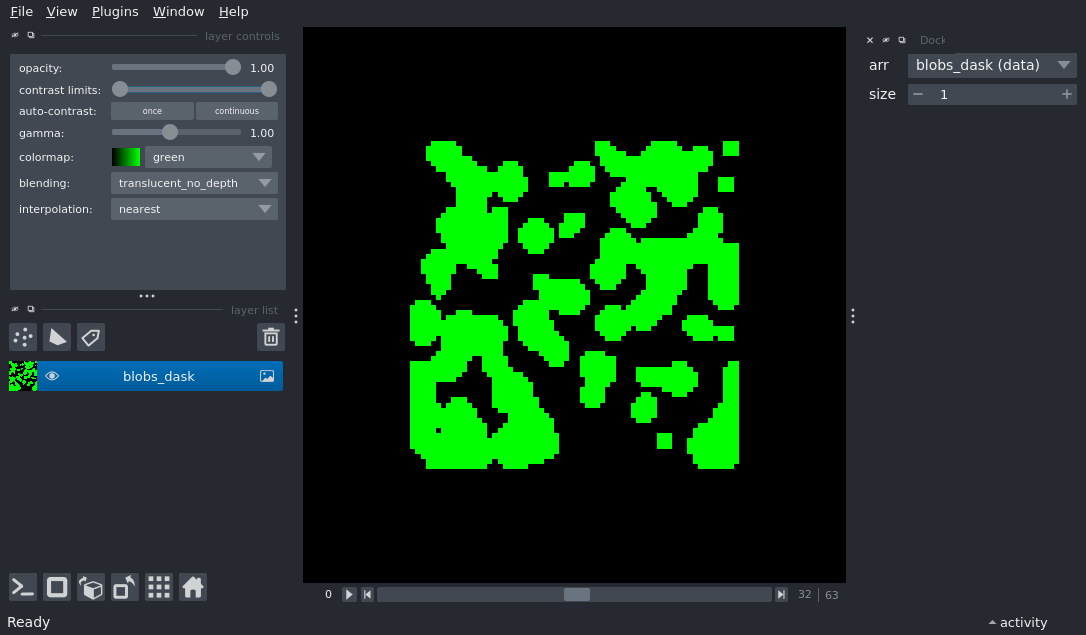 File View Plugins Window Help
layer controls
opacity: 1.00
contrast limits:
auto-contrast: once continuous
gamma: 1.00
colormap: green
blending: translucent_no_depth
interpolation: nearest
layer list
blobs_dask
0 32 63
Ready
Dock
arr blobs_dask (data)
size − 1 +
activity